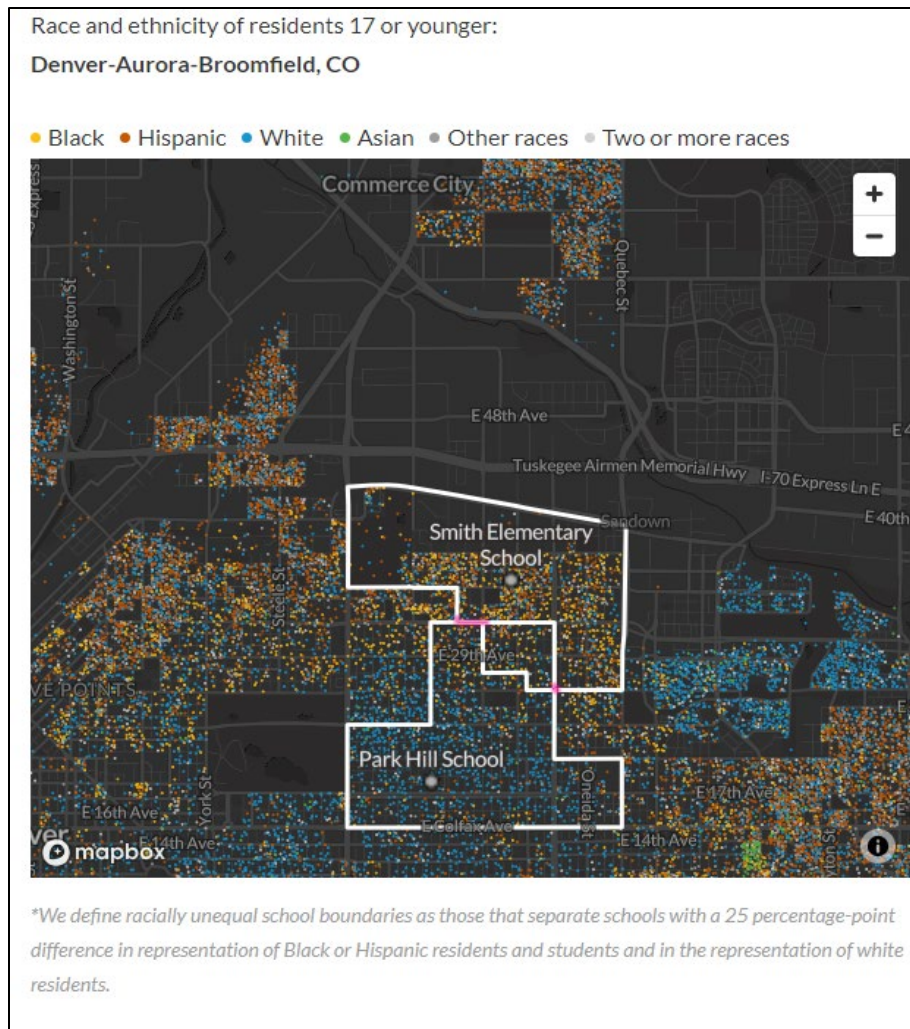 Race and ethnicity of residents 17 or younger:
Denver-Aurora-Broomfield, CO
Black Hispanic White Asian Other races Two or more races
Express
Commerce City
+
−
Washington St
Quebec St
E 48th Ave
E 4
Tuskegee Airmen Memorial Hwy
I-70 Express Ln E
E 40th
Sandown
Smith Elementary
School
Steele St
E 29th Ave
VE POINTS
E
Park Hill School
York St
Oneida St
E 16th Ave
E 17th Ave
E
ver
E 14th Ave
E Colfax Ave
E 14th Ave
mapbox
*We define racially unequal school boundaries as those that separate schools with a 25 percentage-point
difference in representation of Black or Hispanic residents and students and in the representation of white
residents.